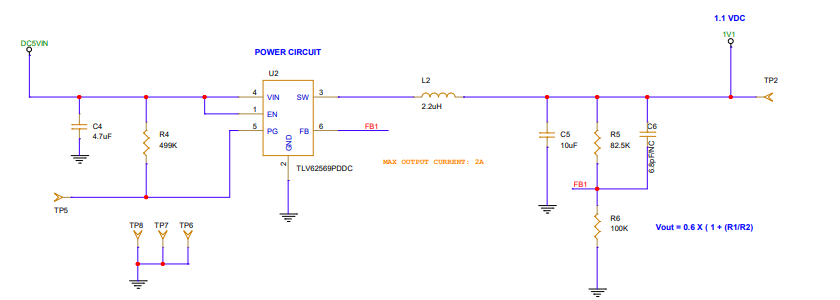 1.1 VDC
DC5VIN
1V1
POWER CIRCUIT
U2
L2
TP2
4 VIN SW 3
2.2uH
1 EN
C4
4.7uF
R4
499K
5 PG FB 6 FB1
GND
C5
10uF
R5
82.5K
C6
6.8pF/NC
2
TLV62569PDDC
MAX OUTPUT CURRENT: 2A
FB1
TP5
TP8 TP7 TP6
R6
100K
Vout = 0.6 X ( 1 + (R1/R2)